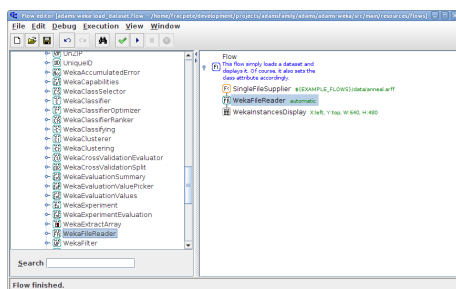 Flow editor [adams-weka-load_dataset.flow - /home/fracpete/development/projects/adams/family/adams/adams-weka/src/main/resources/flows]
File Edit Debug Execution View Window
UnZIP
UniqueID
WekaAccumulatedError
WekaCapabilities
WekaClassSelector
WekaClassifier
WekaClassifierOptimizer
WekaClassifierRanker
WekaClassifying
WekaClusterer
WekaClustering
WekaCrossValidationEvaluator
WekaCrossValidationSplit
WekaEvaluationSummary
WekaEvaluationValuePicker
WekaEvaluationValues
WekaExperiment
WekaExperimentEvaluation
WekaExtractArray
WekaFileReader
WekaFilter
Search
Flow
This flow simply loads a dataset and
displays it. Of course, it also sets the
class attribute accordingly.
SingleFileSupplier ${EXAMPLE_FLOWS}/data/anneal.arff
WekaFileReader automatic
WekaInstancesDisplay X:left, Y:top, W:640, H:480
Flow finished.